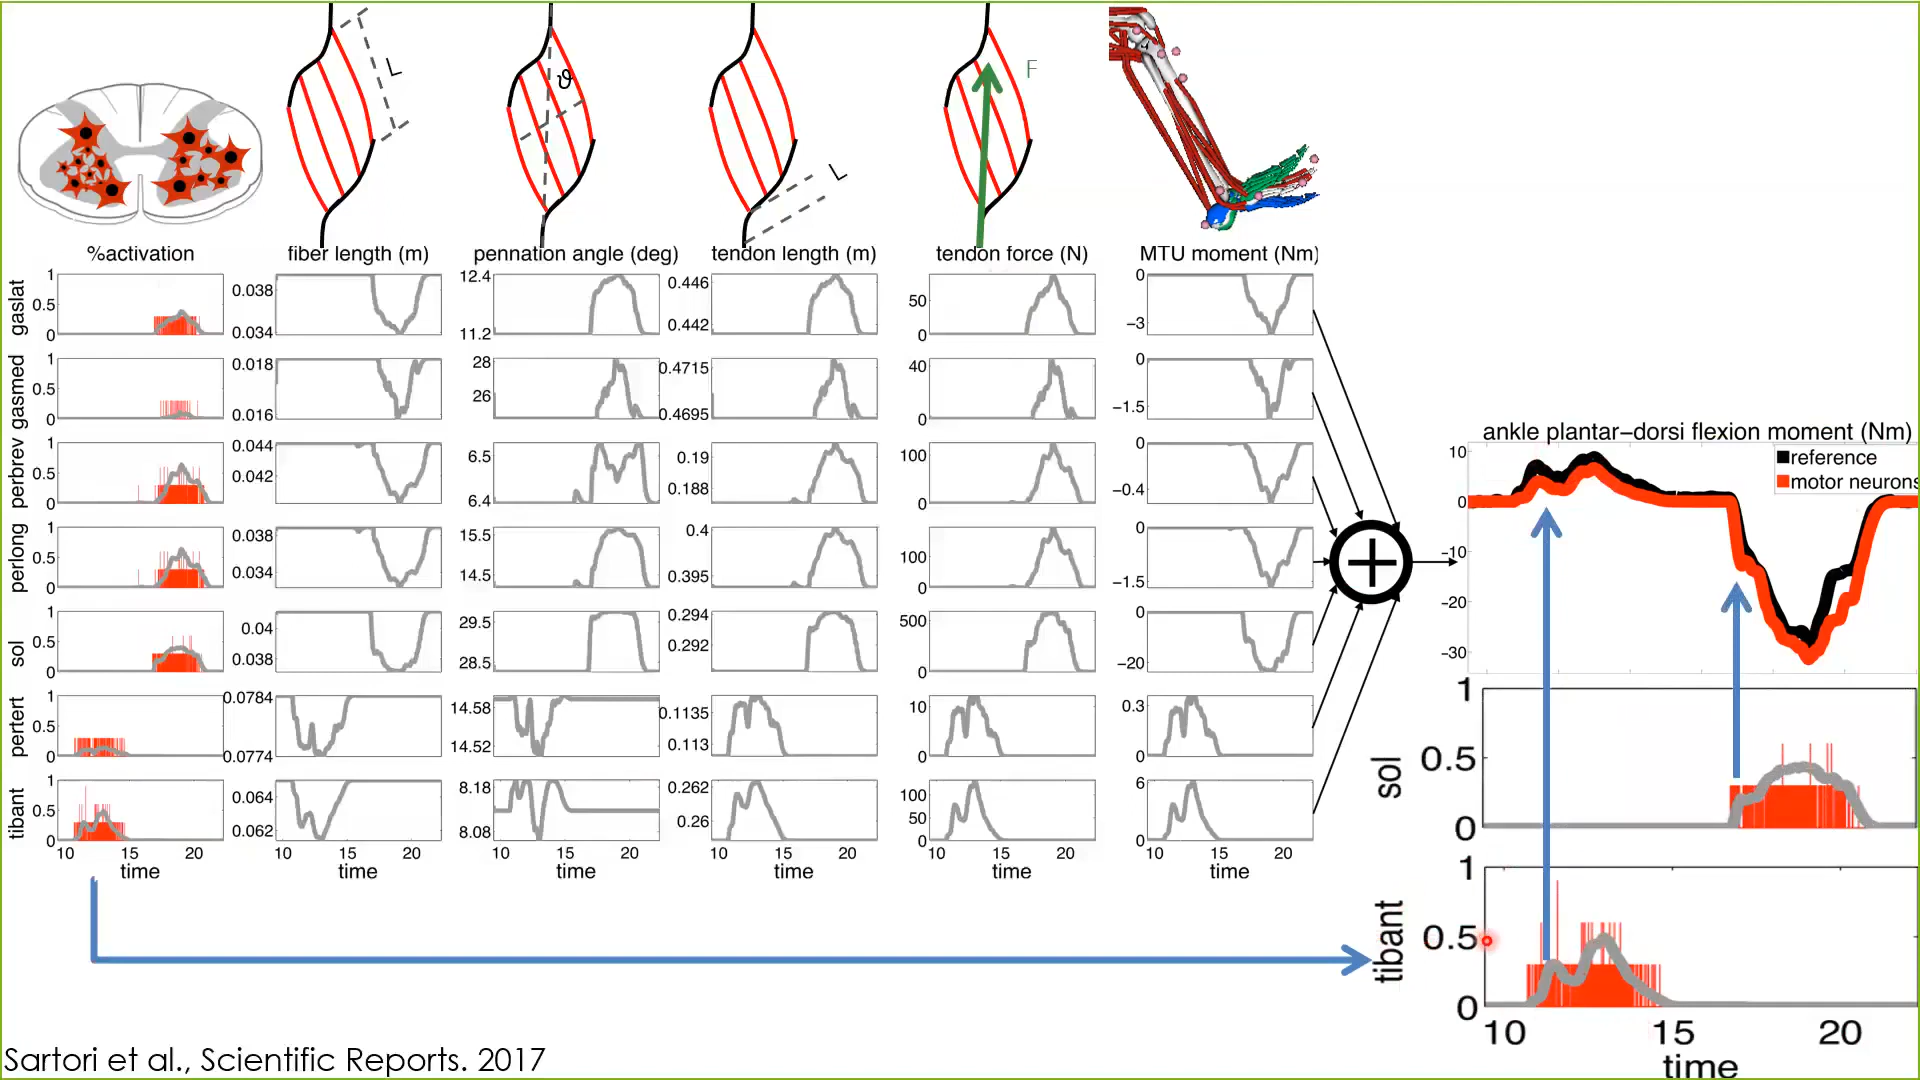 L
ϑ
L
F
%activation
fiber length (m)
pennation angle (deg)
tendon length (m)
tendon force (N)
MTU moment (Nm)
gaslat
1
0.5
0
0.038
0.034
12.4
11.2
0.446
0.442
50
0
0
−3
gasmed
1
0.5
0
0.018
0.016
28
26
0.4715
0.4695
40
0
0
−1.5
perbrev
1
0.5
0
0.044
0.042
6.5
6.4
0.19
0.188
100
0
0
−0.4
perlong
1
0.5
0
0.038
0.034
15.5
14.5
0.4
0.395
100
0
0
−1.5
sol
1
0.5
0
0.04
0.038
29.5
28.5
0.294
0.292
500
0
0
−20
pertert
1
0.5
0
0.0784
0.0774
14.58
14.52
0.1135
0.113
10
0
0.3
0
tibant
1
0.5
0
0.064
0.062
8.18
8.08
0.262
0.26
100
50
0
6
0
10 15 20
10 15 20
15 20
10 15 20
10 15 20
10 15 20
time
time
time
time
time
time
ankle plantar−dorsi flexion moment (Nm)
reference
motor neurons
10
0
−10
−20
−30
sol
1
0.5
0
tibant
1
0.5
0
10 15 20
time
Sartori et al., Scientific Reports. 2017